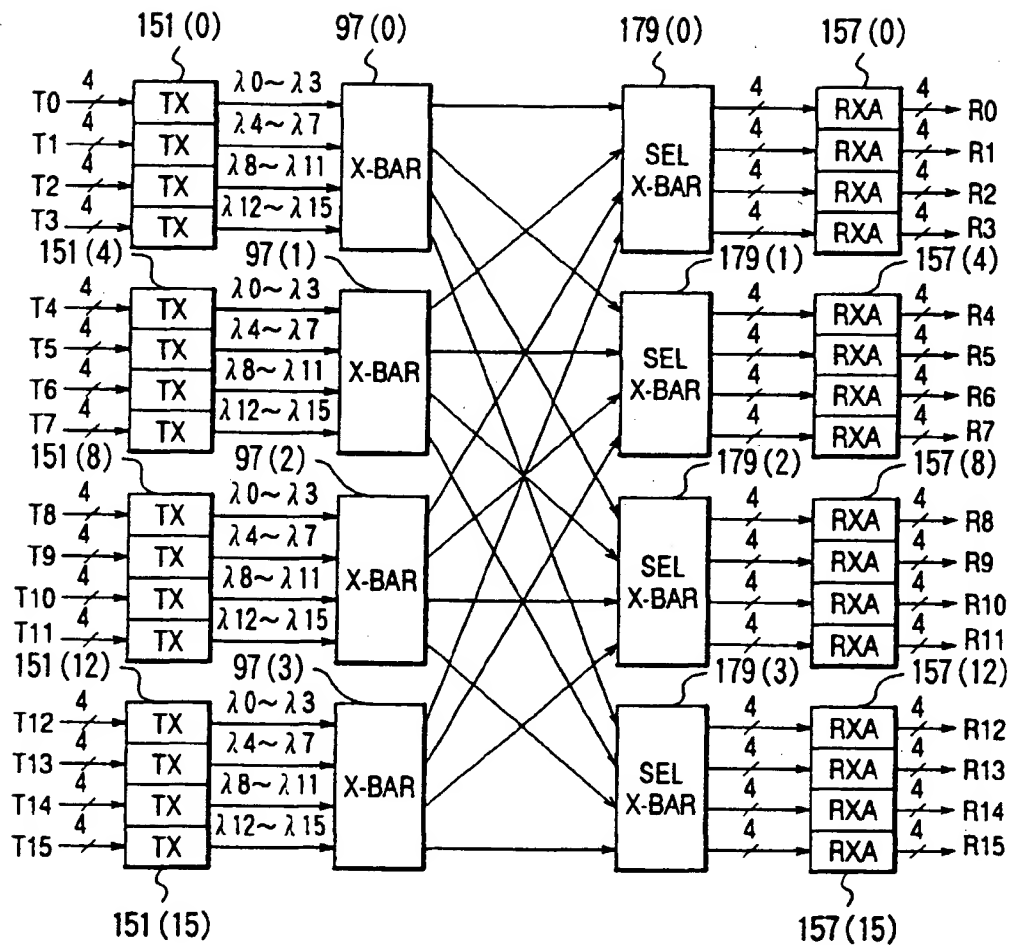 151(0) 97(0) 179(0) 157(0)
T0 4 TX λ0~λ3 4 RXA 4 R0
T1 4 TX λ4~λ7 X-BAR SEL X-BAR 4 RXA 4 R1
T2 4 TX λ8~λ11 4 RXA 4 R2
T3 4 TX λ12~λ15 4 RXA 4 R3
151(4) 97(1) 179(1) 157(4)
T4 4 TX λ0~λ3 4 RXA 4 R4
T5 4 TX λ4~λ7 X-BAR SEL X-BAR 4 RXA 4 R5
T6 4 TX λ8~λ11 4 RXA 4 R6
T7 4 TX λ12~λ15 4 RXA 4 R7
151(8) 97(2) 179(2) 157(8)
T8 4 TX λ0~λ3 4 RXA 4 R8
T9 4 TX λ4~λ7 X-BAR SEL X-BAR 4 RXA 4 R9
T10 4 TX λ8~λ11 4 RXA 4 R10
T11 4 TX λ12~λ15 4 RXA 4 R11
151(12) 97(3) 179(3) 157(12)
T12 4 TX λ0~λ3 4 RXA 4 R12
T13 4 TX λ4~λ7 X-BAR SEL X-BAR 4 RXA 4 R13
T14 4 TX λ8~λ11 4 RXA 4 R14
T15 4 TX λ12~λ15 4 RXA 4 R15
151(15) 157(15)